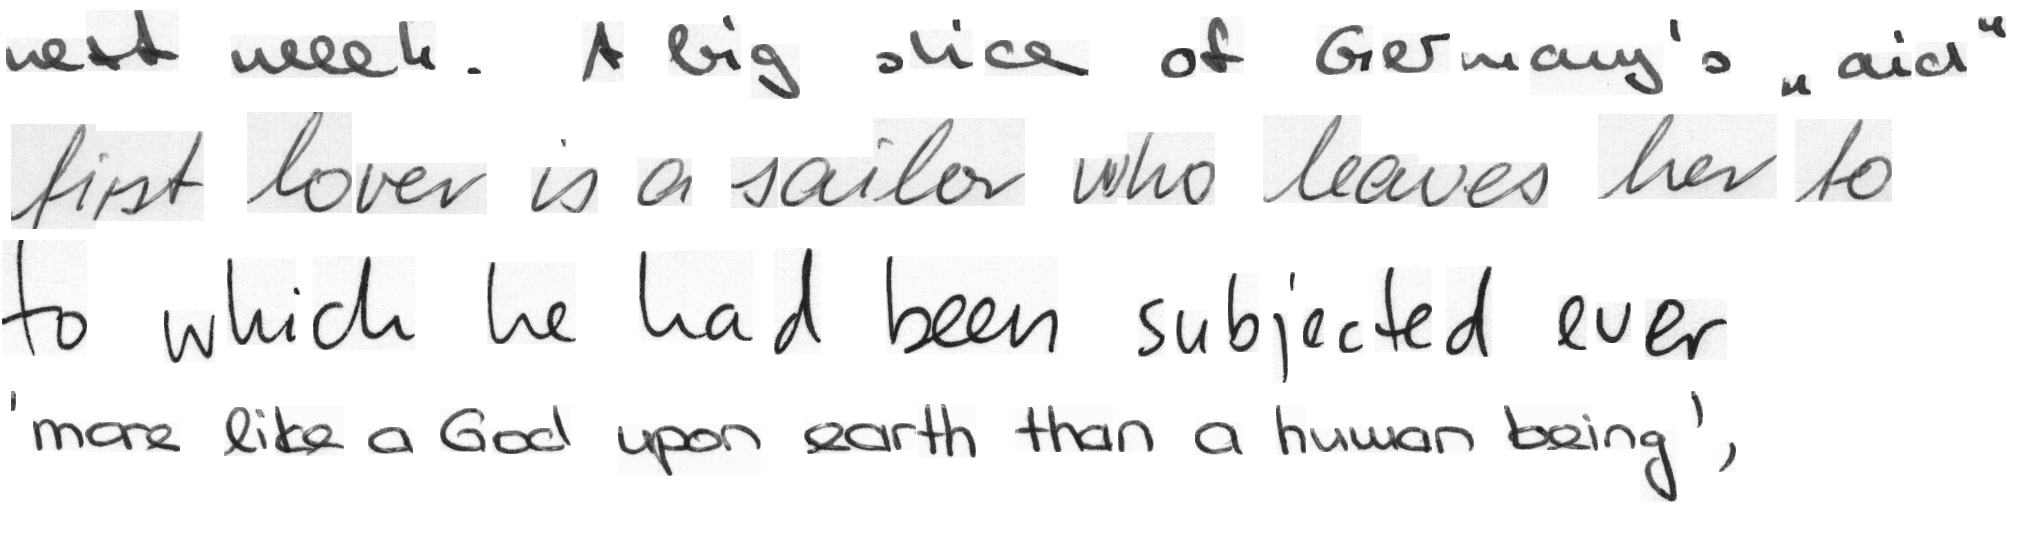 next week. A big slice of Germany's „aid"
first lover is a sailor who leaves her to
to which he had been subjected ever
'more like a God upon earth than a human being',